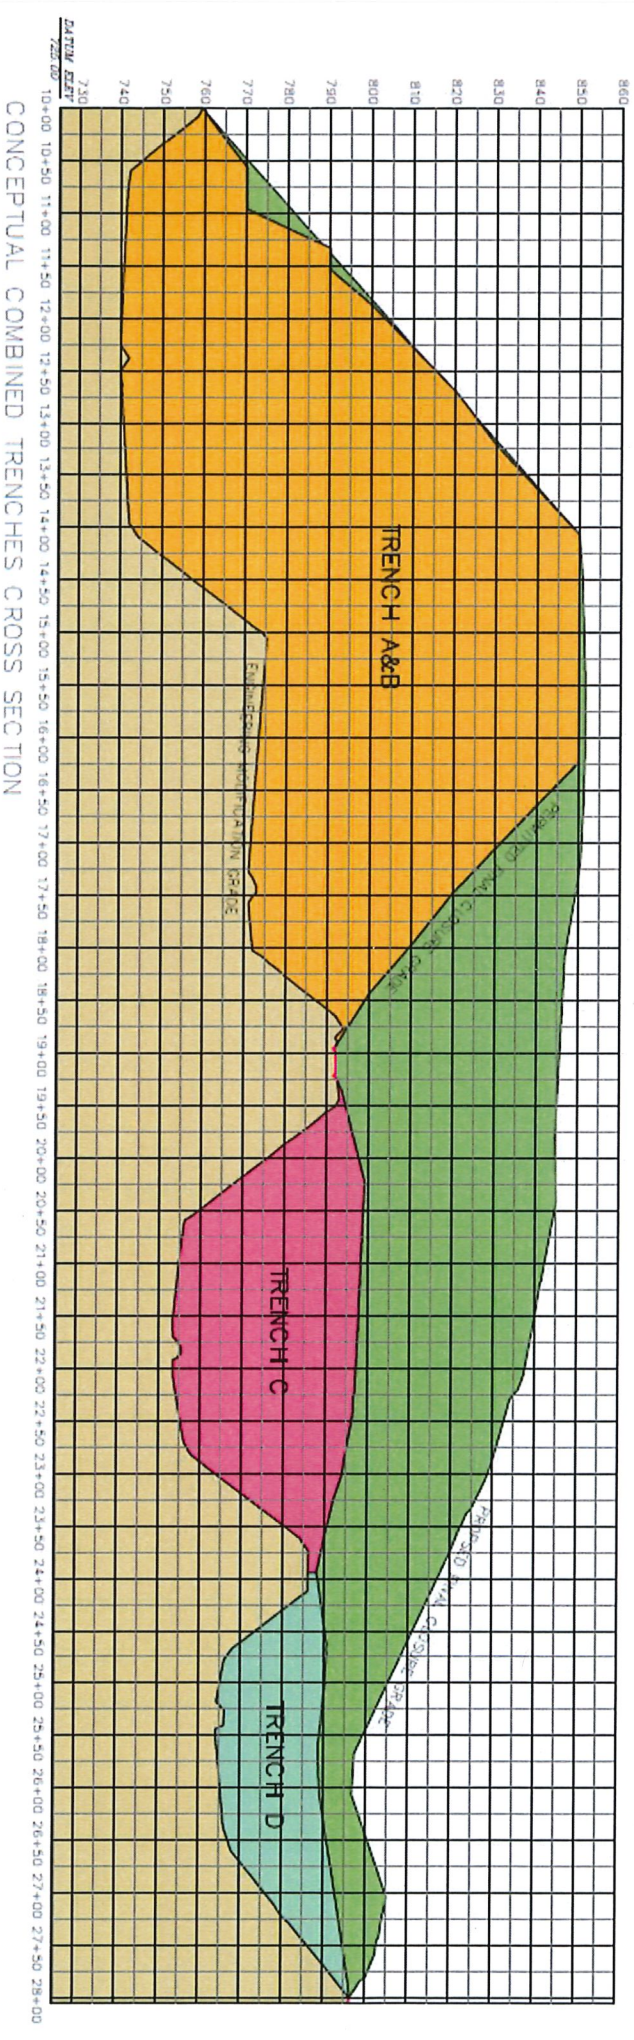 860
850
840
830
820
810
800
790
780
770
760
750
740
730
DATUM ELEV
725.00
10+00 10+50 11+00 11+50 12+00 12+50 13+00 13+50 14+00 14+50 15+00 15+50 16+00 16+50 17+00 17+50 18+00 18+50 19+00 19+50 20+00 20+50 21+00 21+50 22+00 22+50 23+00 23+50 24+00 24+50 25+00 25+50 26+00 26+50 27+00 27+50 28+00
TRENCH A&B
TRENCH C
TRENCH D
ENGINEERING MODIFICATION GRADE
PERMITTED FINAL CLOSURE GRADE
PROPSED FINAL CLOSURE GRADE
CONCEPTUAL COMBINED TRENCHES CROSS SECTION